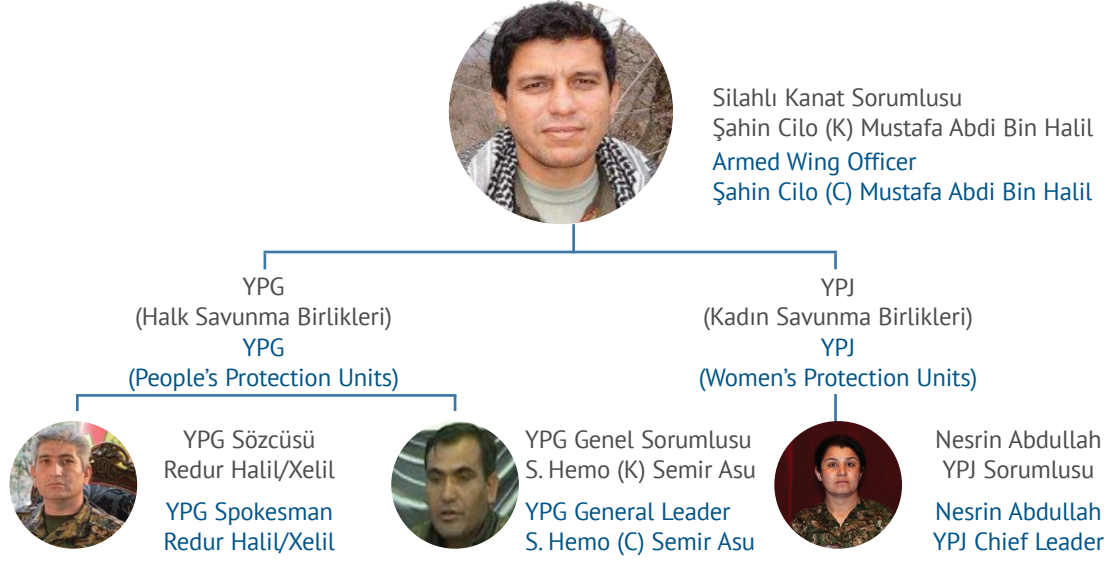 Silahlı Kanat Sorumlusu
Şahin Cilo (K) Mustafa Abdi Bin Halil
Armed Wing Officer
Şahin Cilo (C) Mustafa Abdi Bin Halil
YPG
(Halk Savunma Birlikleri)
YPG
(People’s Protection Units)
YPJ
(Kadın Savunma Birlikleri)
YPJ
(Women’s Protection Units)
YPG Sözcüsü
Redur Halil/Xelil
YPG Spokesman
Redur Halil/Xelil
YPG Genel Sorumlusu
S. Hemo (K) Semir Asu
YPG General Leader
S. Hemo (C) Semir Asu
Nesrin Abdullah
YPJ Sorumlusu
Nesrin Abdullah
YPJ Chief Leader